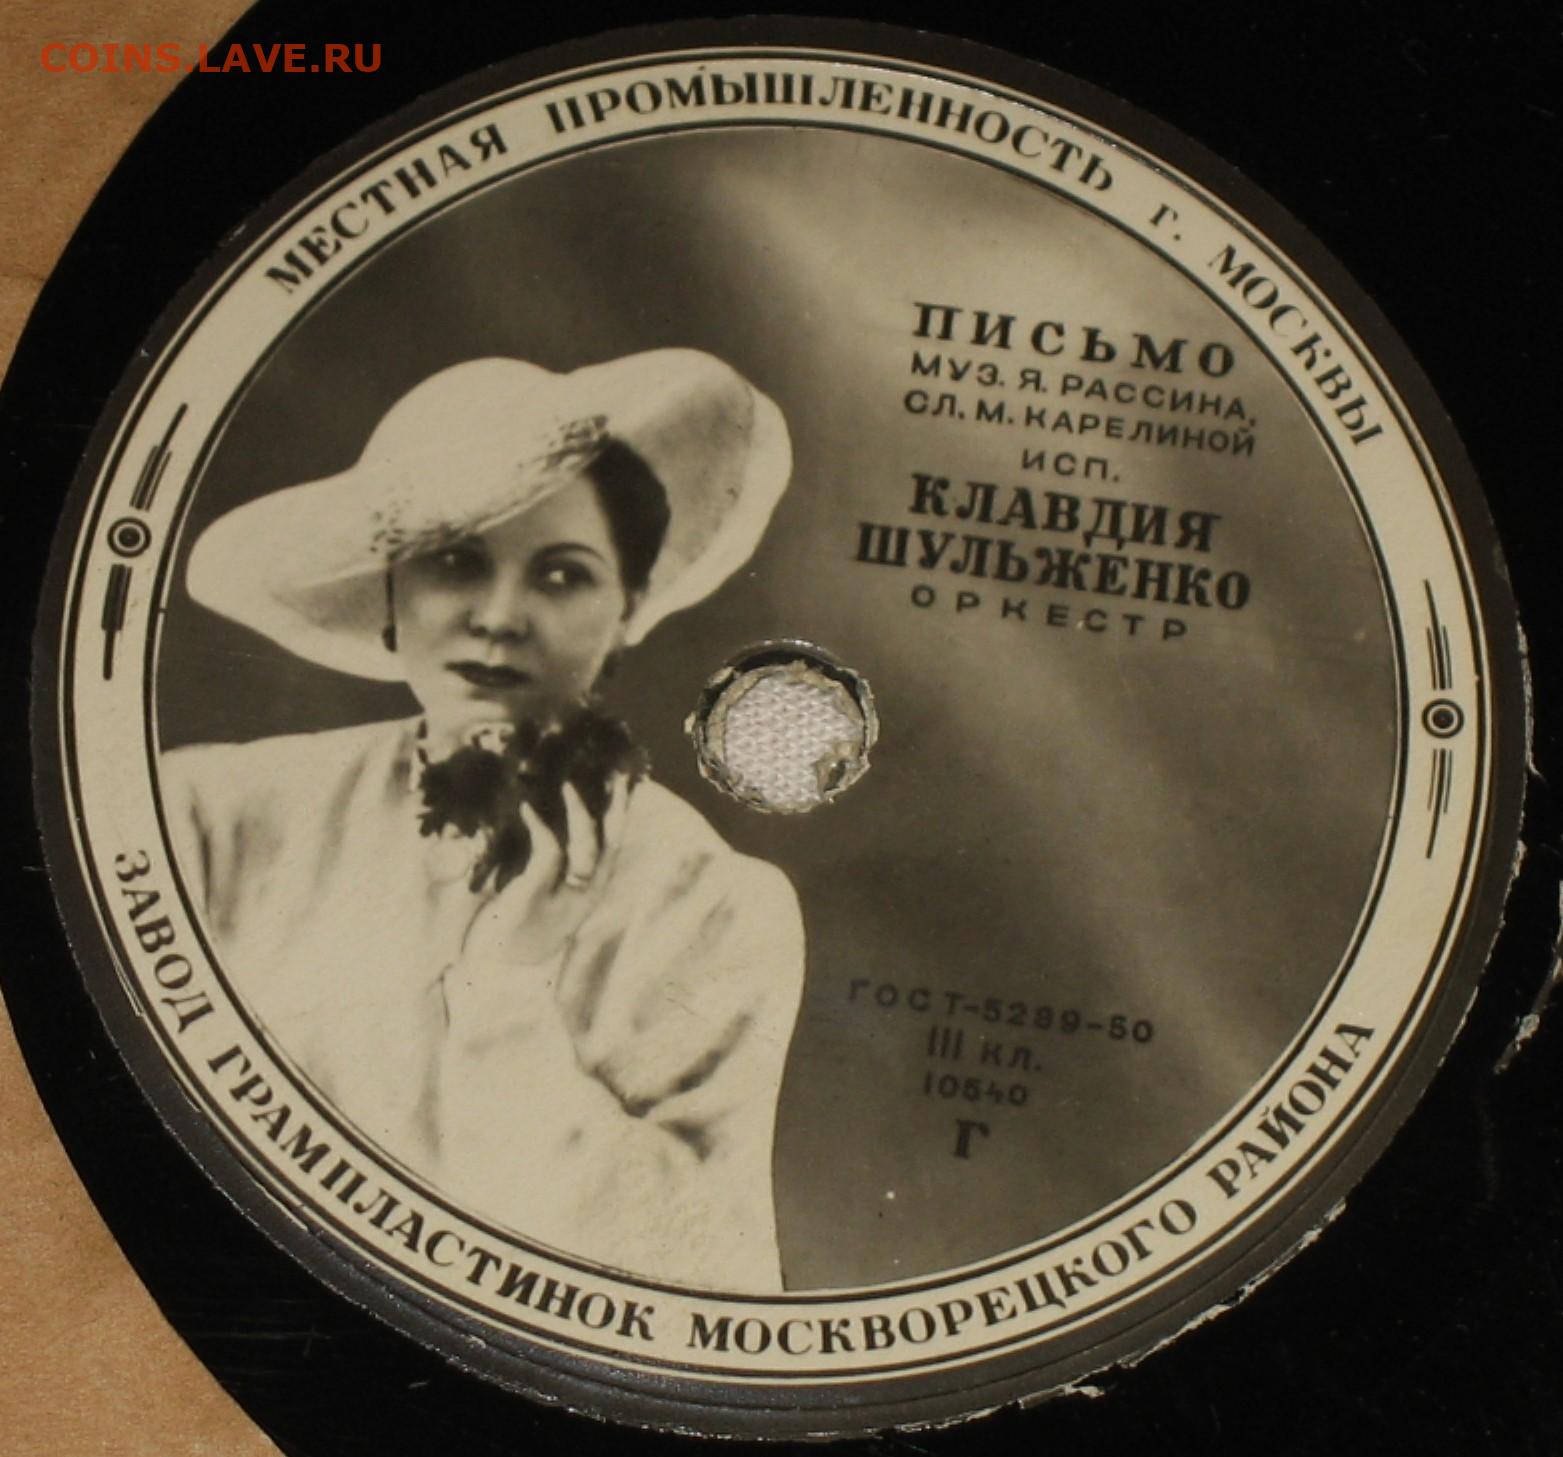 COINS.LAVE.RU
МЕСТНАЯ ПРОМЫШЛЕННОСТЬ г. МОСКВЫ
ПИСЬМО
МУЗ. Я. РАССИНА,
СЛ. М. КАРЕЛИНОЙ
ИСП.
КЛАВДИЯ
ШУЛЬЖЕНКО
ОРКЕСТР
ГОСТ-5289-50
III КЛ.
10540
Г
ЗАВОД ГРАМПЛАСТИНОК МОСКВОРЕЦКОГО РАЙОНА